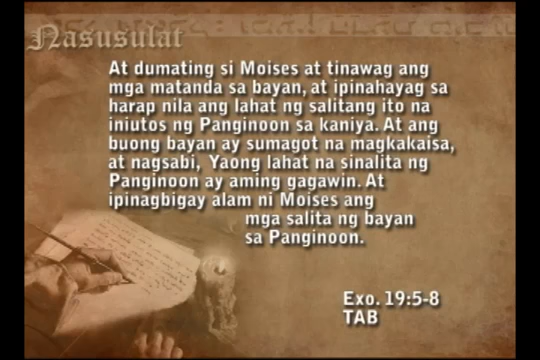 Nasusulat
At dumating si Moises at tinawag ang
mga matanda sa bayan, at ipinahayag sa
harap nila ang lahat ng salitang ito na
iniutos ng Panginoon sa kaniya. At ang
buong bayan ay sumagot na magkakaisa,
at nagsabi, Yaong lahat na sinalita ng
Panginoon ay aming gagawin. At
ipinagbigay alam ni Moises ang
mga salita ng bayan
sa Panginoon.
Exo. 19:5-8
TAB